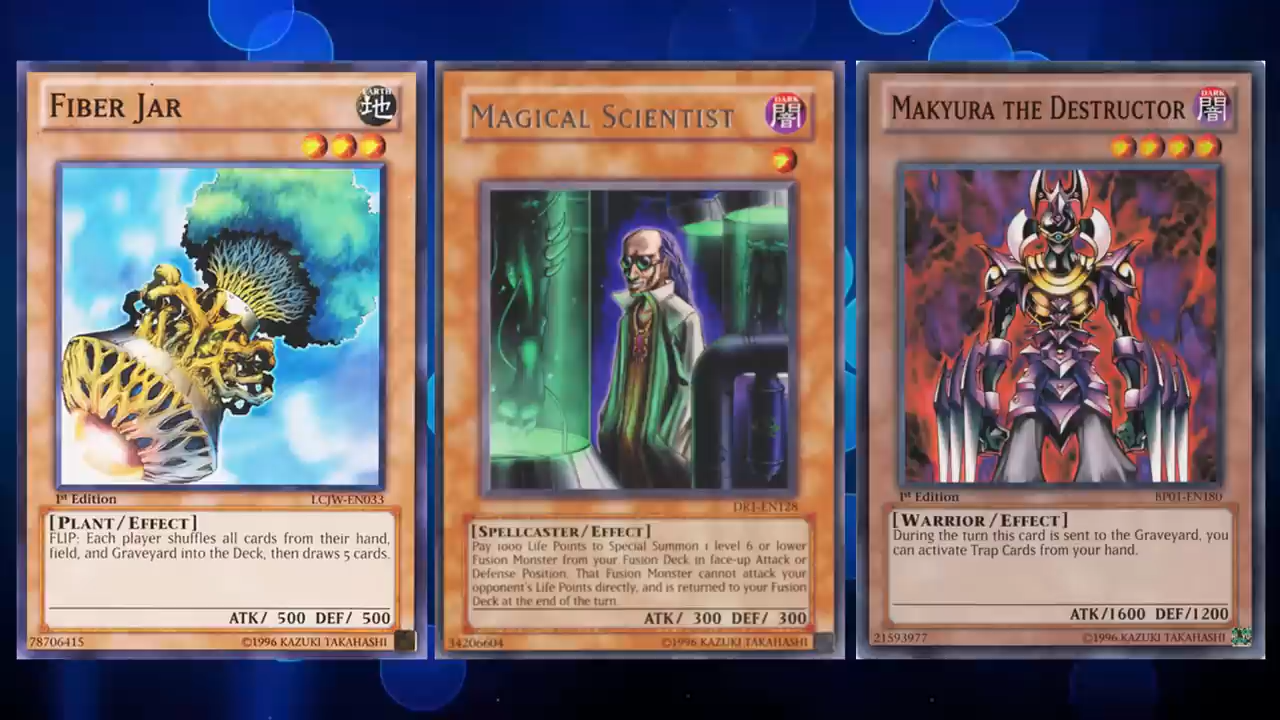 FIBER JAR
EARTH
地
1st Edition
LCJW-EN033
[PLANT/EFFECT]
FLIP: Each player shuffles all cards from their hand,
field, and Graveyard into the Deck, then draws 5 cards.
ATK/ 500 DEF/ 500
78706415
©1996 KAZUKI TAKAHASHI
MAGICAL SCIENTIST
DARK
闇
DR1-EN128
[SPELLCASTER/EFFECT]
Pay 1000 Life Points to Special Summon 1 level 6 or lower
Fusion Monster from your Fusion Deck in face-up Attack or
Defense Position. That Fusion Monster cannot attack your
opponent's Life Points directly, and is returned to your Fusion
Deck at the end of the turn.
ATK/ 300 DEF/ 300
34206604
©1996 KAZUKI TAKAHASHI
MAKYURA THE DESTRUCTOR
DARK
闇
1st Edition
BP01-EN180
[WARRIOR/EFFECT]
During the turn this card is sent to the Graveyard, you
can activate Trap Cards from your hand.
ATK/1600 DEF/1200
21593977
©1996 KAZUKI TAKAHASHI